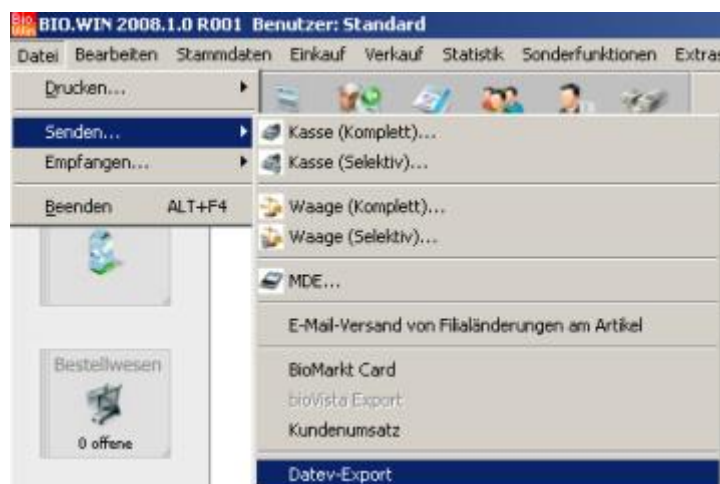 BIO.WIN 2008.1.0 R001 Benutzer: Standard
Datei Bearbeiten Stammdaten Einkauf Verkauf Statistik Sonderfunktionen Extras
Drucken...
Senden...
Empfangen...
Beenden ALT+F4
Kasse (Komplett)...
Kasse (Selektiv)...
Waage (Komplett)...
Waage (Selektiv)...
MDE...
E-Mail-Versand von Filialänderungen am Artikel
BioMarkt Card
bioVista Export
Kundenumsatz
Datev-Export
Bestellwesen
0 offene